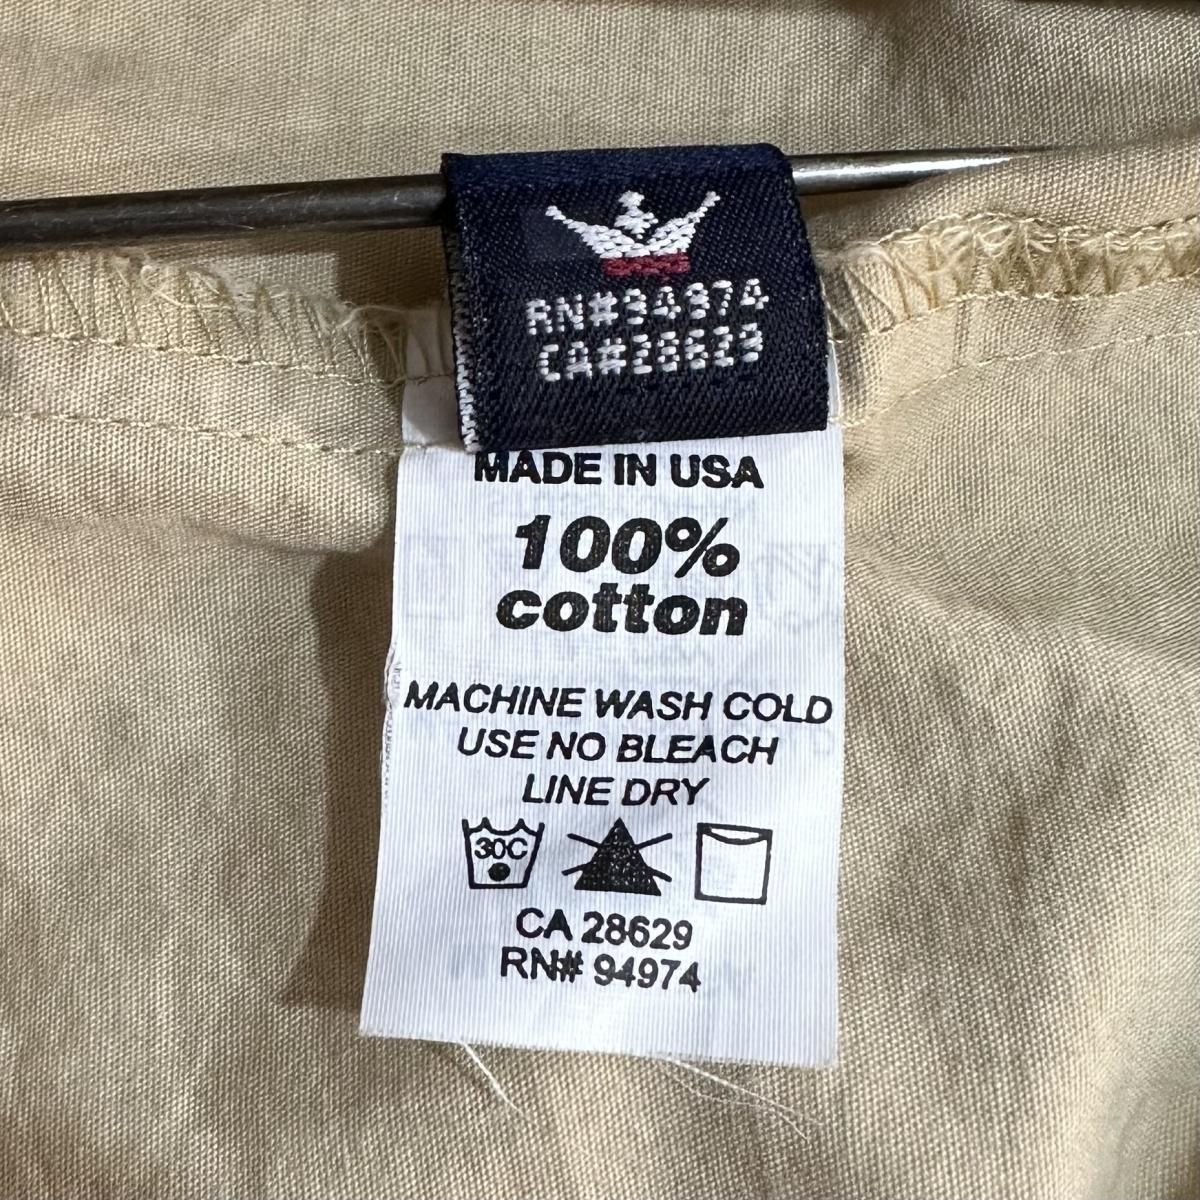 RN#94974
CA#28629
MADE IN USA
100%
cotton
MACHINE WASH COLD
USE NO BLEACH
LINE DRY
30C
CA 28629
RN# 94974